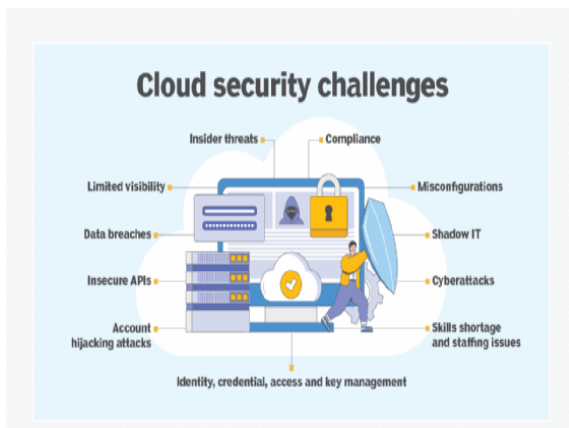 Cloud security challenges
Insider threats
Compliance
Limited visibility
Misconfigurations
Data breaches
Shadow IT
Insecure APIs
Cyberattacks
Account
hijacking attacks
Skills shortage
and staffing issues
Identity, credential, access and key management